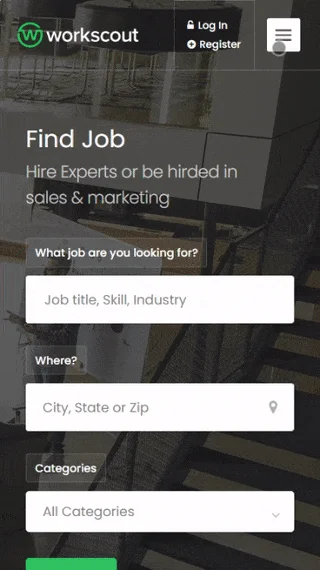 workscout
Log In
Register
Find Job
Hire Experts or be hirded in
sales & marketing
What job are you looking for?
Job title, Skill, Industry
Where?
City, State or Zip
Categories
All Categories